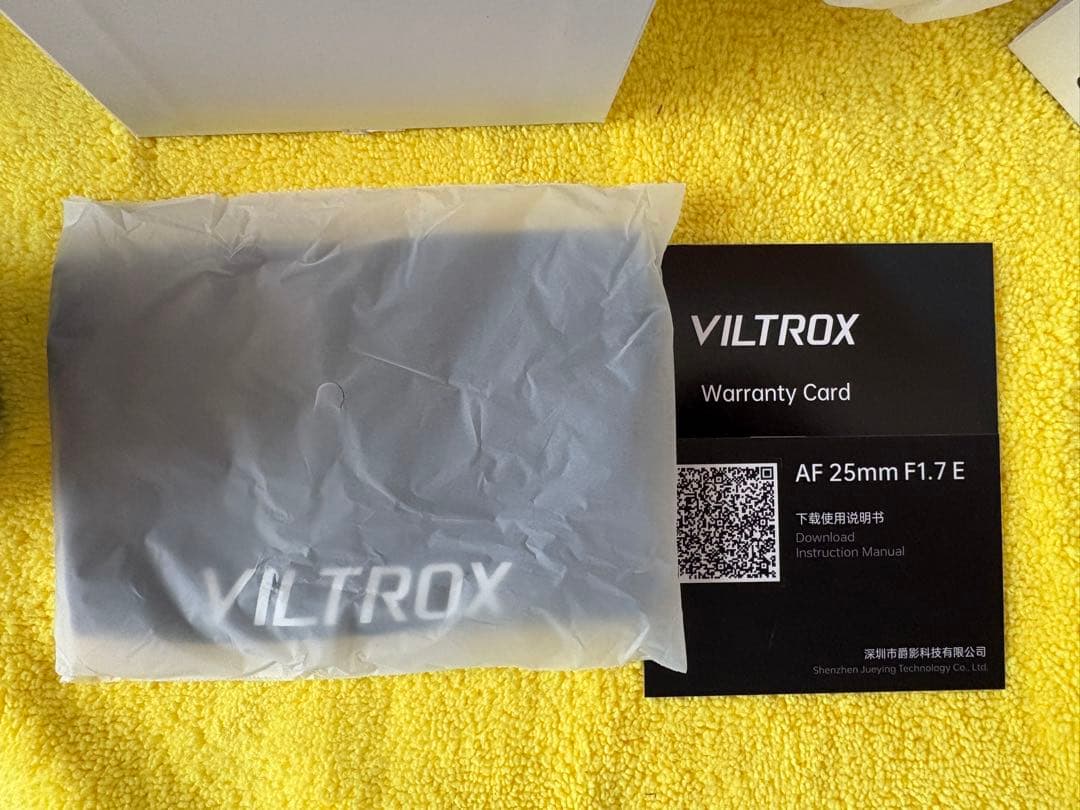 VILTROX
VILTROX
Warranty Card
AF 25mm F1.7 E
下载使用说明书
Download
Instruction Manual
深圳市爵影科技有限公司
Shenzhen Jueying Technology Co., Ltd.